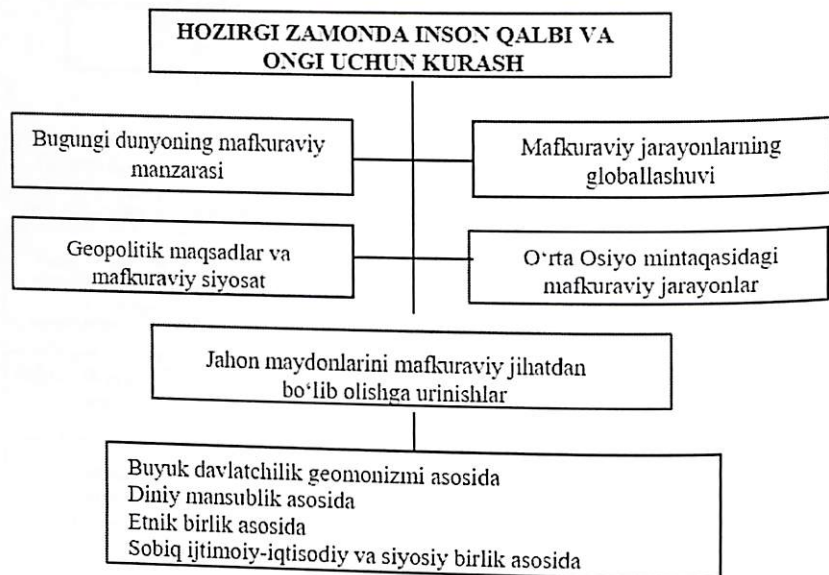 HOZIRGI ZAMONDA INSON QALBI VA
ONGI UCHUN KURASH
Bugungi dunyoning mafkuraviy
manzarasi
Mafkuraviy jarayonlarning
globallashuvi
Geopolitik maqsadlar va
mafkuraviy siyosat
O‘rta Osiyo mintaqasidagi
mafkuraviy jarayonlar
Jahon maydonlarini mafkuraviy jihatdan
bo‘lib olishga urinishlar
Buyuk davlatchilik geomonizmi asosida
Diniy mansublik asosida
Etnik birlik asosida
Sobiq ijtimoiy-iqtisodiy va siyosiy birlik asosida